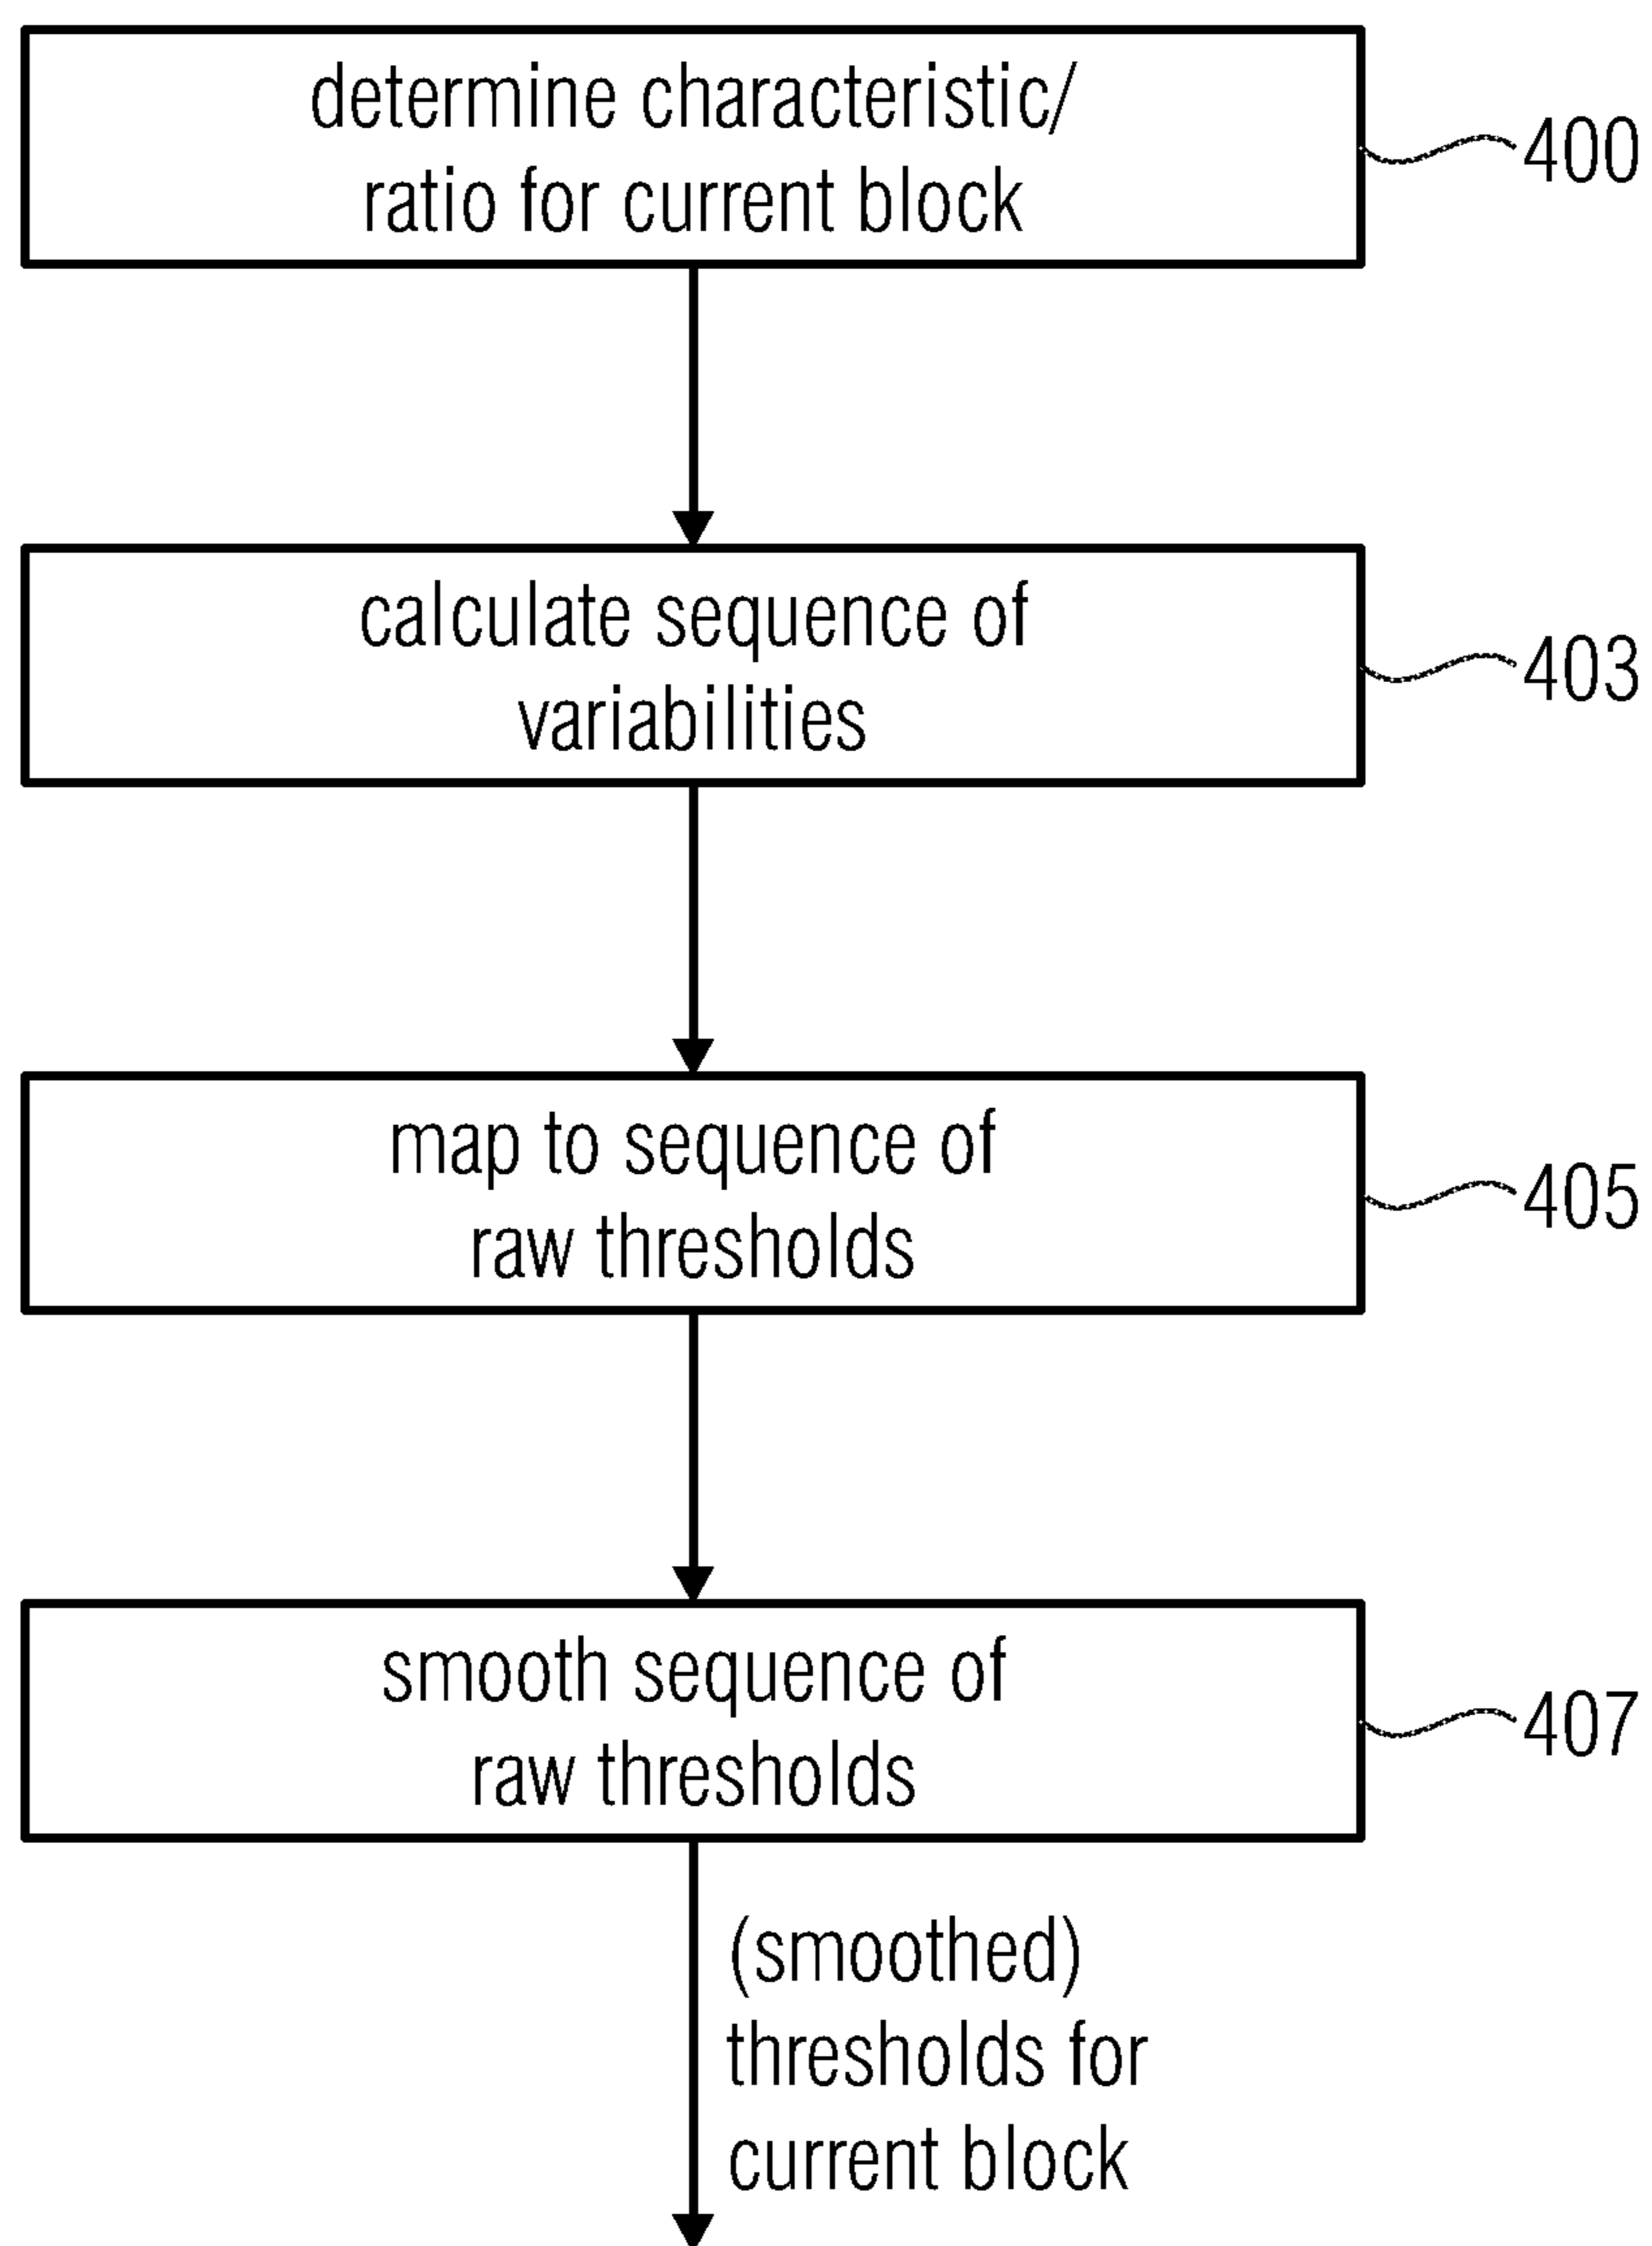 determine characteristic/
ratio for current block
400
calculate sequence of
variabilities
403
map to sequence of
raw thresholds
405
smooth sequence of
raw thresholds
407
(smoothed)
thresholds for
current block